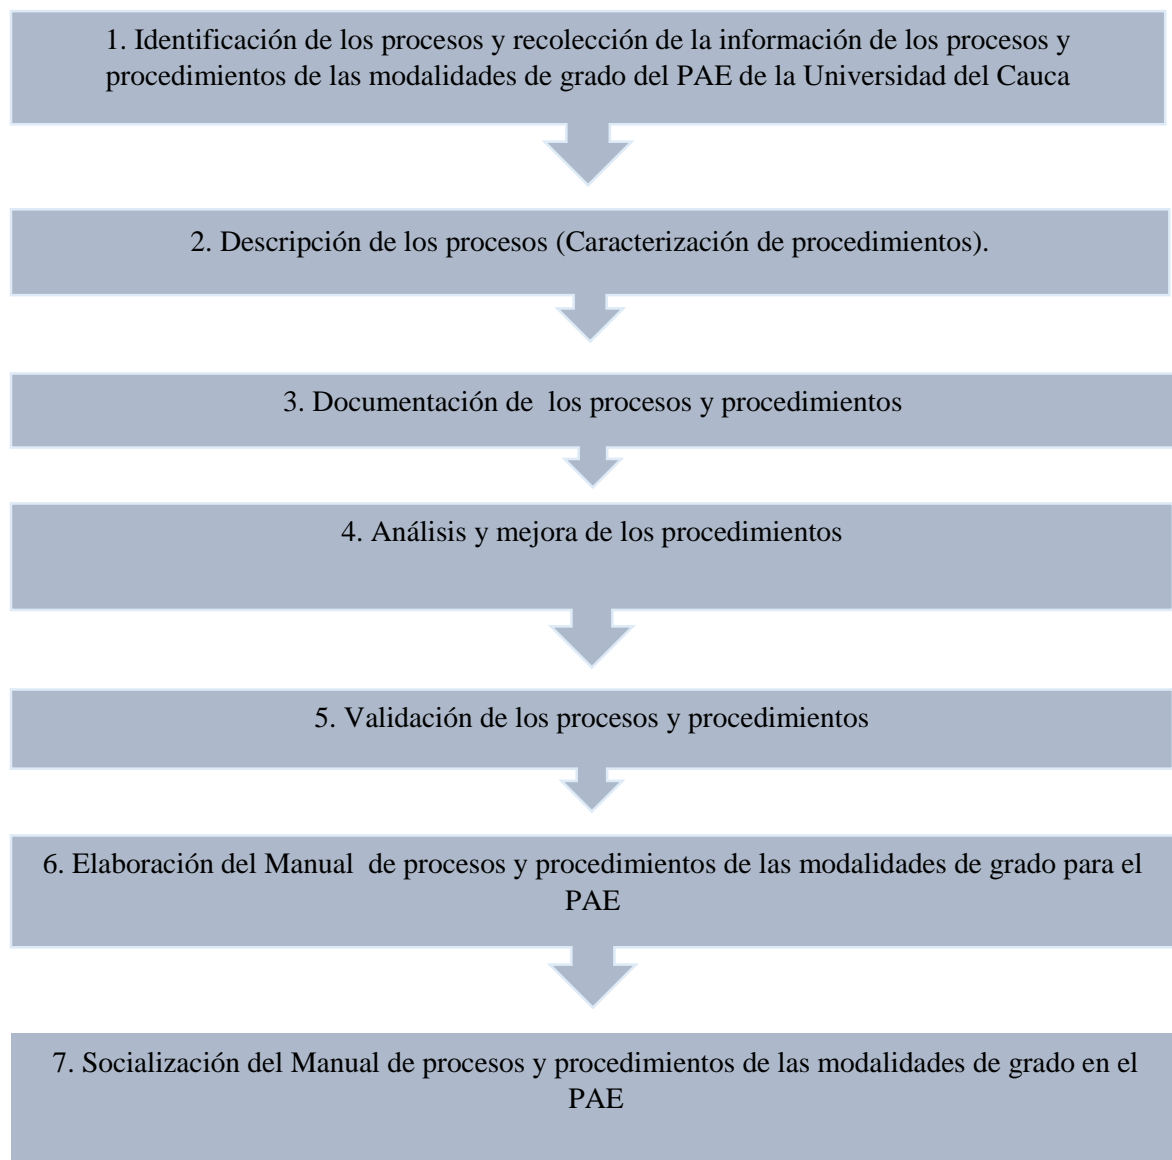 1. Identificación de los procesos y recolección de la información de los procesos y
procedimientos de las modalidades de grado del PAE de la Universidad del Cauca
2. Descripción de los procesos (Caracterización de procedimientos).
3. Documentación de  los procesos y procedimientos
4. Análisis y mejora de los procedimientos
5. Validación de los procesos y procedimientos
6. Elaboración del Manual  de procesos y procedimientos de las modalidades de grado para el
PAE
7. Socialización del Manual de procesos y procedimientos de las modalidades de grado en el
PAE